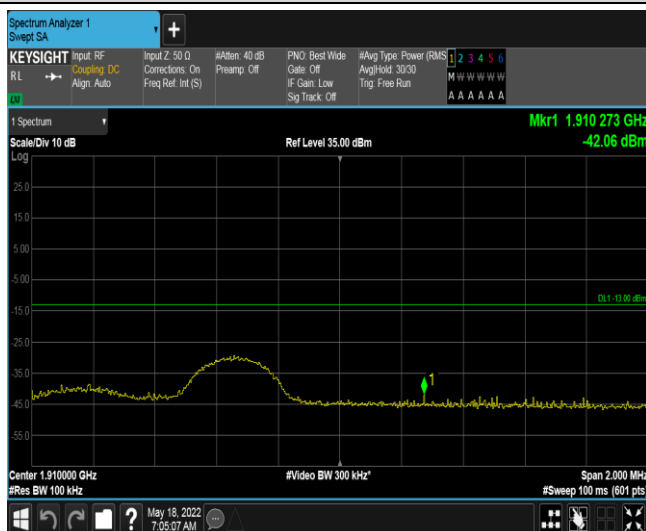 Spectrum Analyzer 1
Swept SA
+
KEYSIGHT Input: RF Input Z: 50 Ω #Atten: 40 dB PNO: Best Wide #Avg Type: Power (RMS 1 2 3 4 5 6
RL Coupling: DC Corrections: On Preamp: Off Gate: Off Avg|Hold: 30/30 M W W W W W
Align: Auto Freq Ref: Int (S) IF Gain: Low Trig: Free Run
Sig Track: Off A A A A A A
1 Spectrum Mkr1 1.910 273 GHz
Scale/Div 10 dB Ref Level 35.00 dBm -42.06 dBm
Log
25.0
15.0
5.00
-5.00
DL1 -13.00 dBm
-15.0
-25.0
-35.0
1
-45.0
-55.0
Center 1.910000 GHz #Video BW 300 kHz* Span 2.000 MHz
#Res BW 100 kHz #Sweep 100 ms (601 pts)
? May 18, 2022
7:05:07 AM